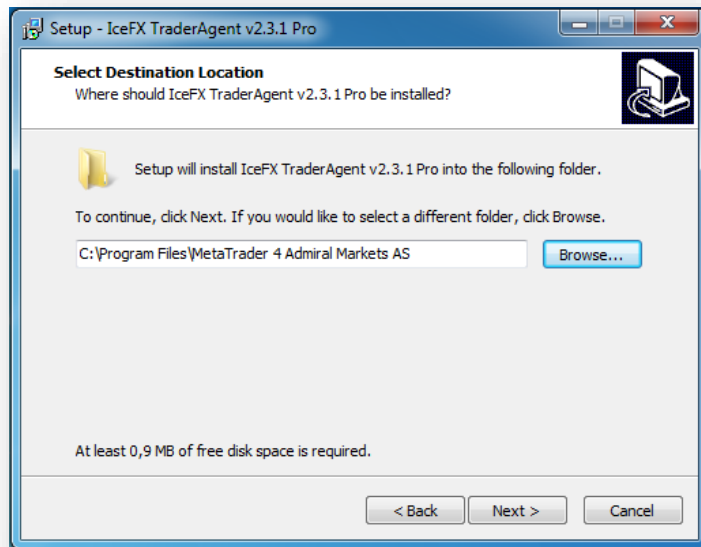 Setup - IceFX TraderAgent v2.3.1 Pro
Select Destination Location
Where should IceFX TraderAgent v2.3.1 Pro be installed?
Setup will install IceFX TraderAgent v2.3.1 Pro into the following folder.
To continue, click Next. If you would like to select a different folder, click Browse.
C:\Program Files\MetaTrader 4 Admiral Markets AS
Browse...
At least 0,9 MB of free disk space is required.
< Back
Next >
Cancel